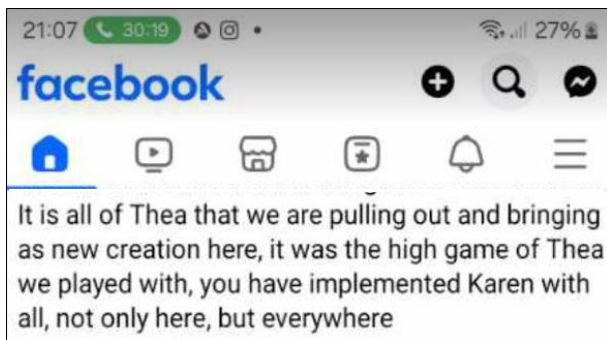 21:07 30:19 27%
facebook
It is all of Thea that we are pulling out and bringing
as new creation here, it was the high game of Thea
we played with, you have implemented Karen with
all, not only here, but everywhere